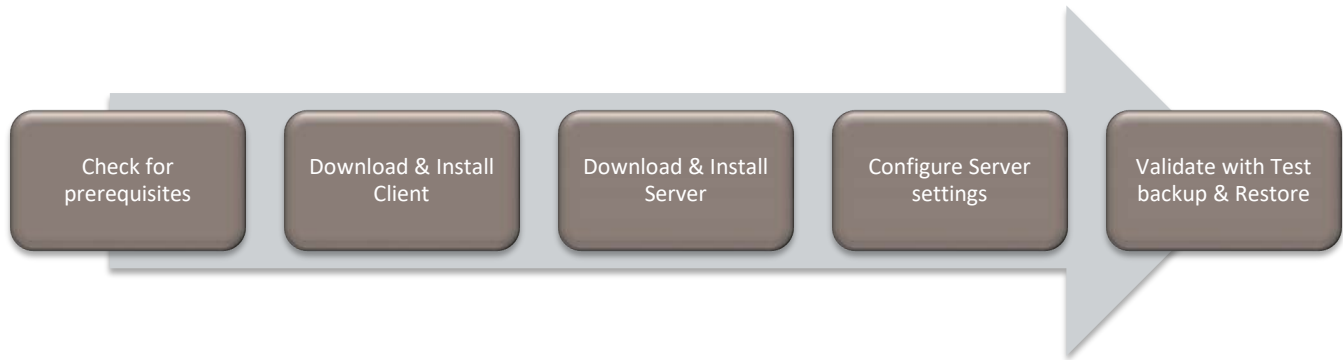 Check for
prerequisites
Download & Install
Client
Download & Install
Server
Configure Server
settings
Validate with Test
backup & Restore